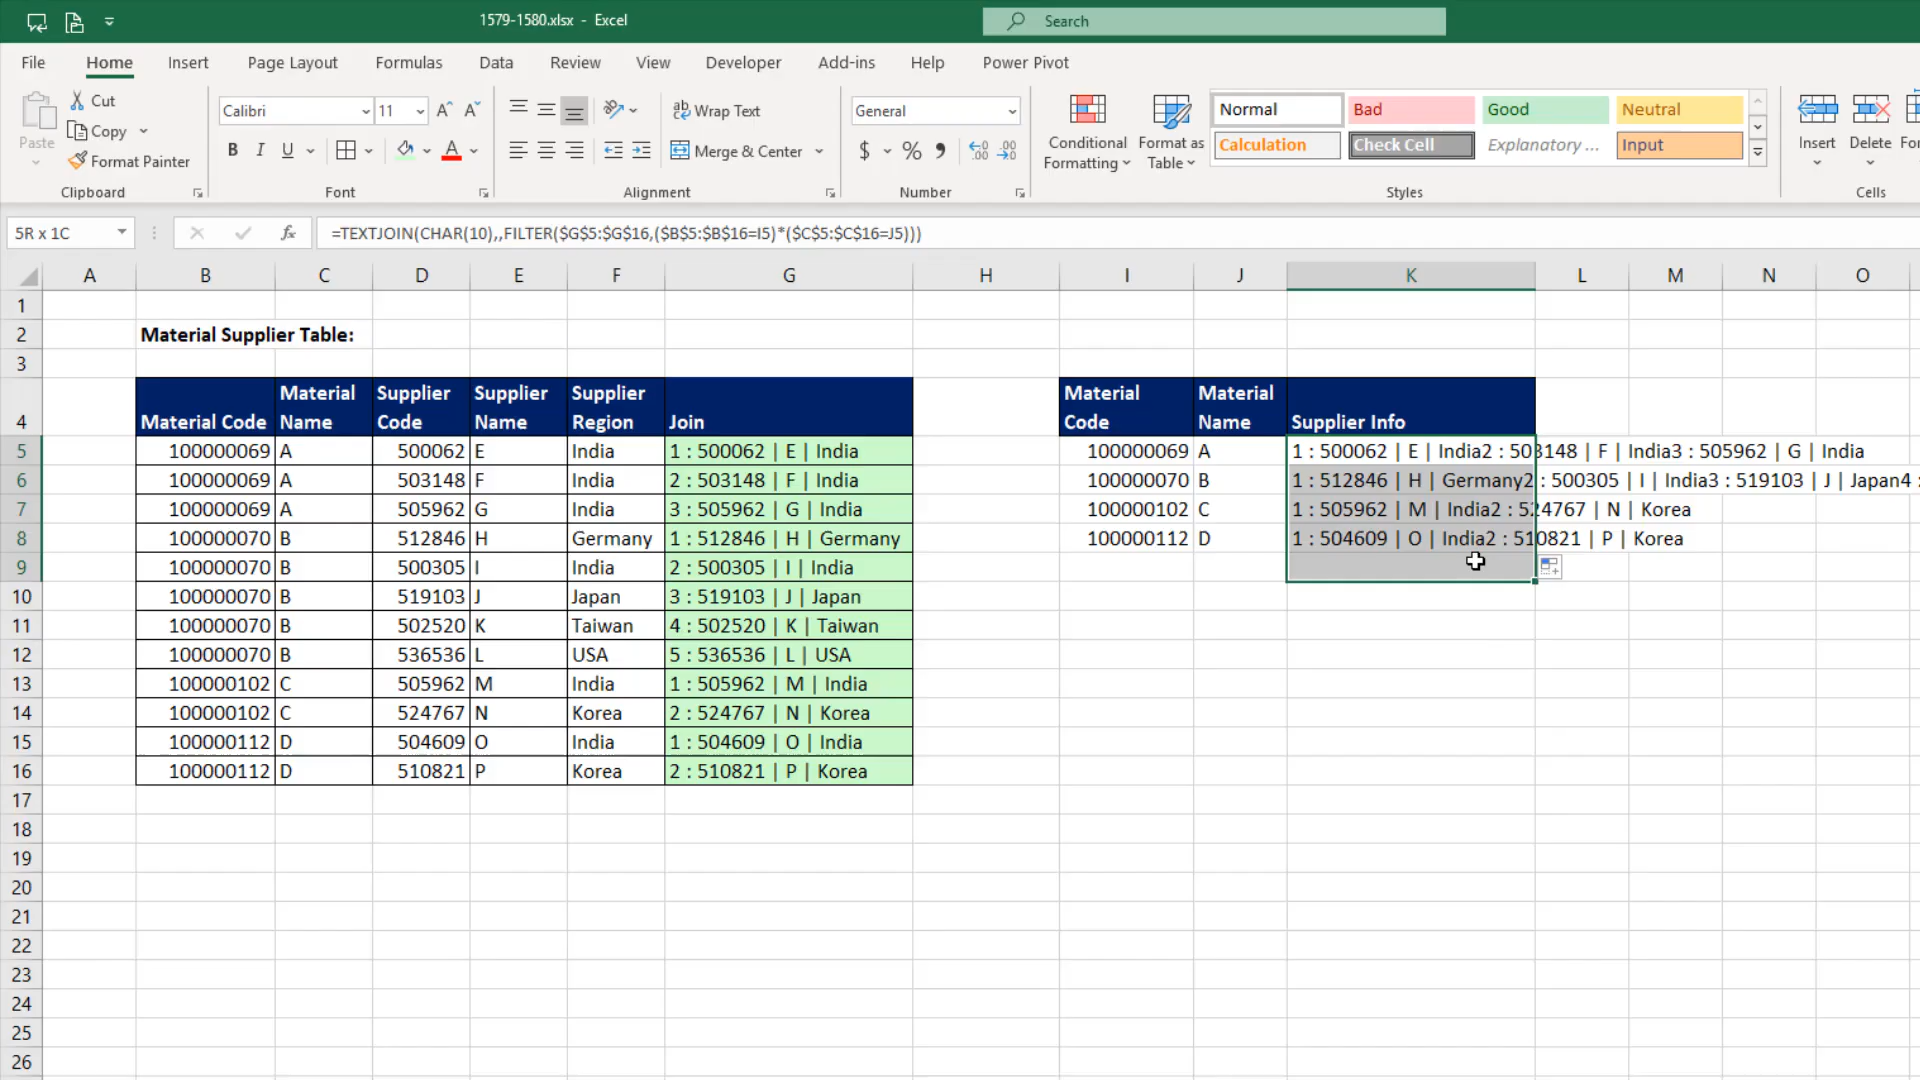 1579-1580.xlsx - Excel
Search
File Home Insert Page Layout Formulas Data Review View Developer Add-ins Help Power Pivot
Paste
Cut
Copy
Format Painter
Clipboard
Calibri 11
B I U
Font
Wrap Text
Merge & Center
Alignment
General
$ % 9
Number
Conditional Formatting
Format as Table
Normal Bad Good Neutral
Calculation Check Cell Explanatory ... Input
Styles
Insert Delete
Cells
5R x 1C fx =TEXTJOIN(CHAR(10),,FILTER($G$5:$G$16,($B$5:$B$16=I5)*($C$5:$C$16=J5)))
A B C D E F G H I J K L M N O
1
2 Material Supplier Table:
3
4 Material Code Material Name Supplier Code Supplier Name Supplier Region Join Material Code Material Name Supplier Info
5 100000069 A 500062 E India 1 : 500062 | E | India 100000069 A 1 : 500062 | E | India2 : 503148 | F | India3 : 505962 | G | India
6 100000069 A 503148 F India 2 : 503148 | F | India 100000070 B 1 : 512846 | H | Germany2 : 500305 | I | India3 : 519103 | J | Japan4 :
7 100000069 A 505962 G India 3 : 505962 | G | India 100000102 C 1 : 505962 | M | India2 : 524767 | N | Korea
8 100000070 B 512846 H Germany 1 : 512846 | H | Germany 100000112 D 1 : 504609 | O | India2 : 510821 | P | Korea
9 100000070 B 500305 I India 2 : 500305 | I | India
10 100000070 B 519103 J Japan 3 : 519103 | J | Japan
11 100000070 B 502520 K Taiwan 4 : 502520 | K | Taiwan
12 100000070 B 536536 L USA 5 : 536536 | L | USA
13 100000102 C 505962 M India 1 : 505962 | M | India
14 100000102 C 524767 N Korea 2 : 524767 | N | Korea
15 100000112 D 504609 O India 1 : 504609 | O | India
16 100000112 D 510821 P Korea 2 : 510821 | P | Korea
17
18
19
20
21
22
23
24
25
26